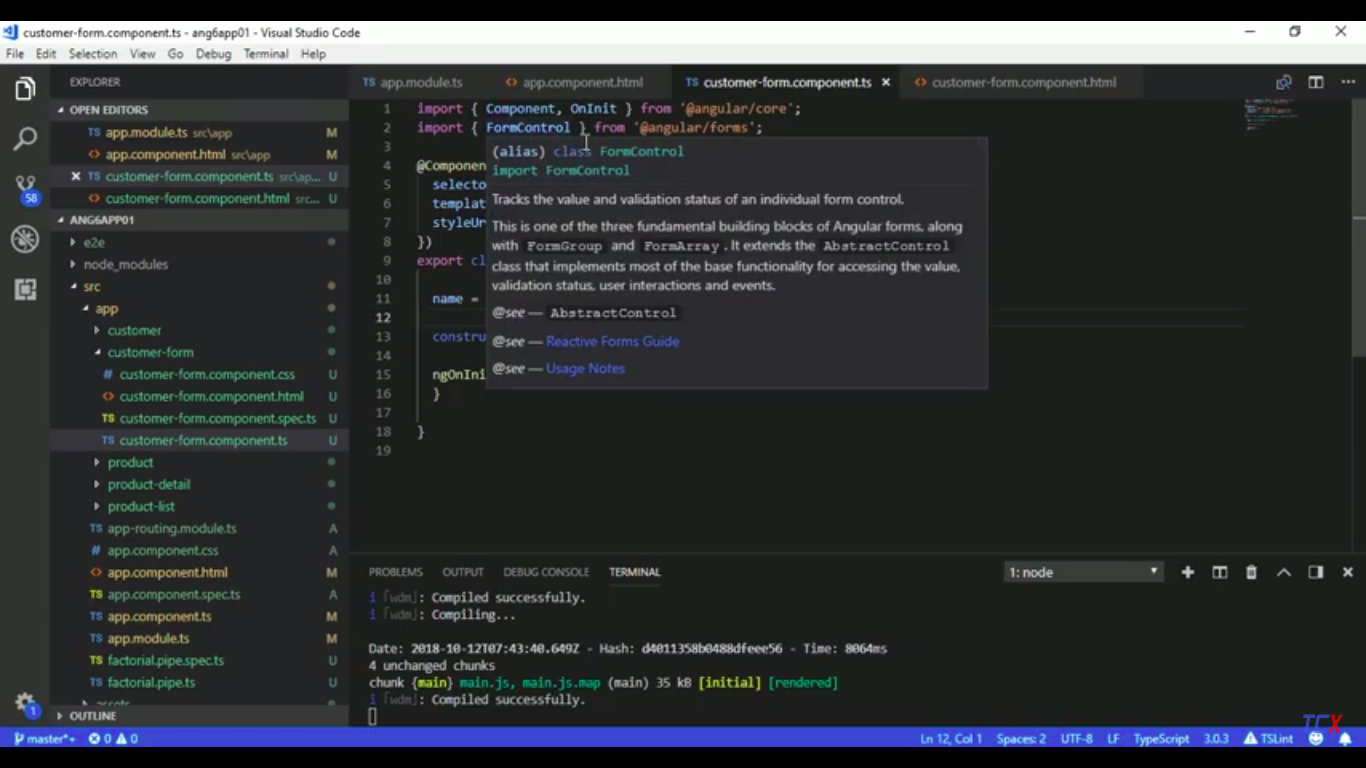 customer-form.component.ts - ang6app01 - Visual Studio Code
File Edit Selection View Go Debug Terminal Help
EXPLORER
OPEN EDITORS
TS app.module.ts src\app M
<> app.component.html src\app M
× TS customer-form.component.ts src\ap... U
<> customer-form.component.html src... U
ANG6APP01
e2e
node_modules
src
app
customer
customer-form
# customer-form.component.css U
<> customer-form.component.html U
TS customer-form.component.spec.ts U
TS customer-form.component.ts U
product
product-detail
product-list
TS app-routing.module.ts A
# app.component.css A
<> app.component.html M
TS app.component.spec.ts A
TS app.component.ts M
TS app.module.ts M
TS factorial.pipe.spec.ts U
TS factorial.pipe.ts U
assets
OUTLINE
58
1
TS app.module.ts <> app.component.html TS customer-form.component.ts × <> customer-form.component.html
1 import { Component, OnInit } from '@angular/core';
2 import { FormControl } from '@angular/forms';
3
4 @Componen
5 selecto
6 templat
7 styleUr
8 })
9 export cl
10
11 name =
12
13 constru
14
15 ngOnIni
16 }
17
18 }
19
(alias) class FormControl
import FormControl
Tracks the value and validation status of an individual form control.
This is one of the three fundamental building blocks of Angular forms, along
with FormGroup and FormArray. It extends the AbstractControl
class that implements most of the base functionality for accessing the value,
validation status, user interactions and events.
@see — AbstractControl
@see — Reactive Forms Guide
@see — Usage Notes
PROBLEMS OUTPUT DEBUG CONSOLE TERMINAL 1: node
i ｢wdm｣: Compiled successfully.
i ｢wdm｣: Compiling...
Date: 2018-10-12T07:43:40.649Z - Hash: d4011358b0488dfeee56 - Time: 8064ms
4 unchanged chunks
chunk {main} main.js, main.js.map (main) 35 kB [initial] [rendered]
i ｢wdm｣: Compiled successfully.
TCX
master*+ 0 0 Ln 12, Col 1 Spaces: 2 UTF-8 LF TypeScript 3.0.3 TSLint